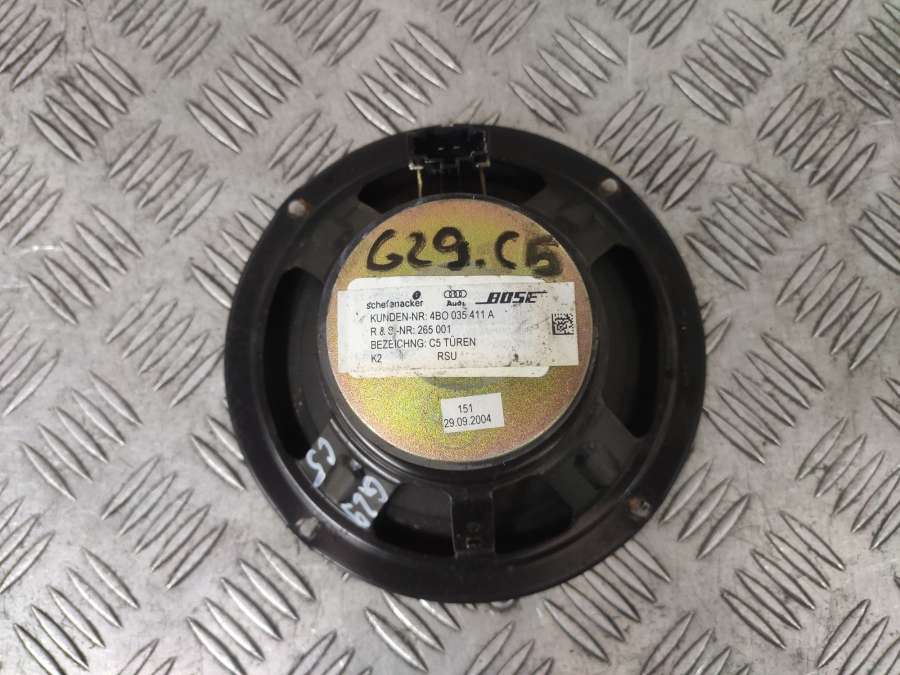 G29.C5
schefenacker Audi BOSE
KUNDEN-NR: 4BO 035 411 A
R & S -NR: 265 001
BEZEICHNG: C5 TÜREN
K2 RSU
151
29.09.2004
G29
C5